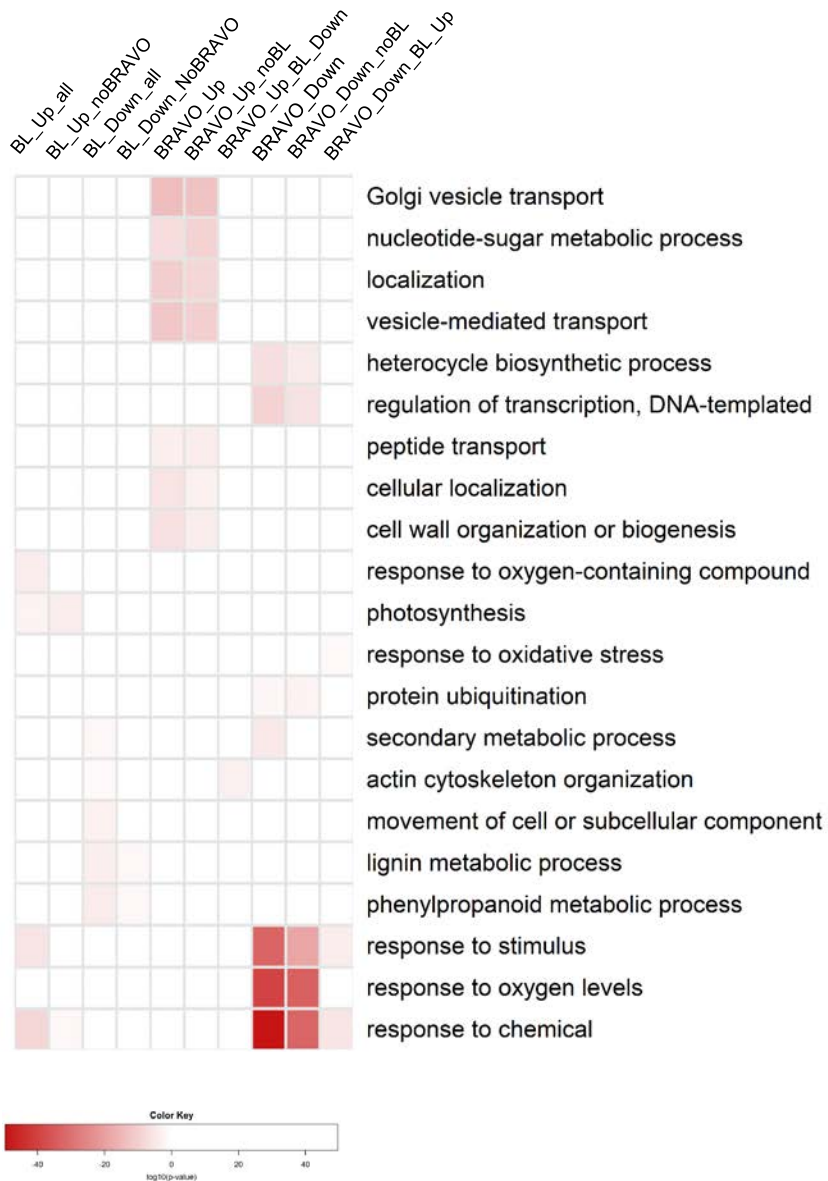 BL_Up_all
BL_Up_noBRAVO
BL_Down_all
BL_Down_NoBRAVO
BRAVO_Up
BRAVO_Up_noBL
BRAVO_Up_BL_Down
BRAVO_Down
BRAVO_Down_noBL
BRAVO_Down_BL_Up
Golgi vesicle transport
nucleotide-sugar metabolic process
localization
vesicle-mediated transport
heterocycle biosynthetic process
regulation of transcription, DNA-templated
peptide transport
cellular localization
cell wall organization or biogenesis
response to oxygen-containing compound
photosynthesis
response to oxidative stress
protein ubiquitination
secondary metabolic process
actin cytoskeleton organization
movement of cell or subcellular component
lignin metabolic process
phenylpropanoid metabolic process
response to stimulus
response to oxygen levels
response to chemical
Color Key
-40 -20 0 20 40
log10(p-value)